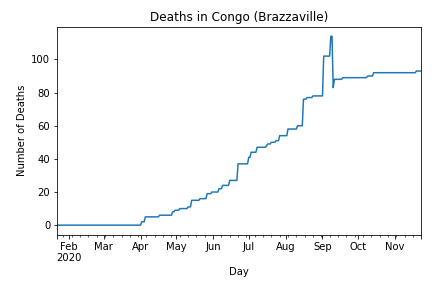 Deaths in Congo (Brazzaville)
100
80
60
40
20
0
Number of Deaths
Feb Mar Apr May Jun Jul Aug Sep Oct Nov
2020
Day